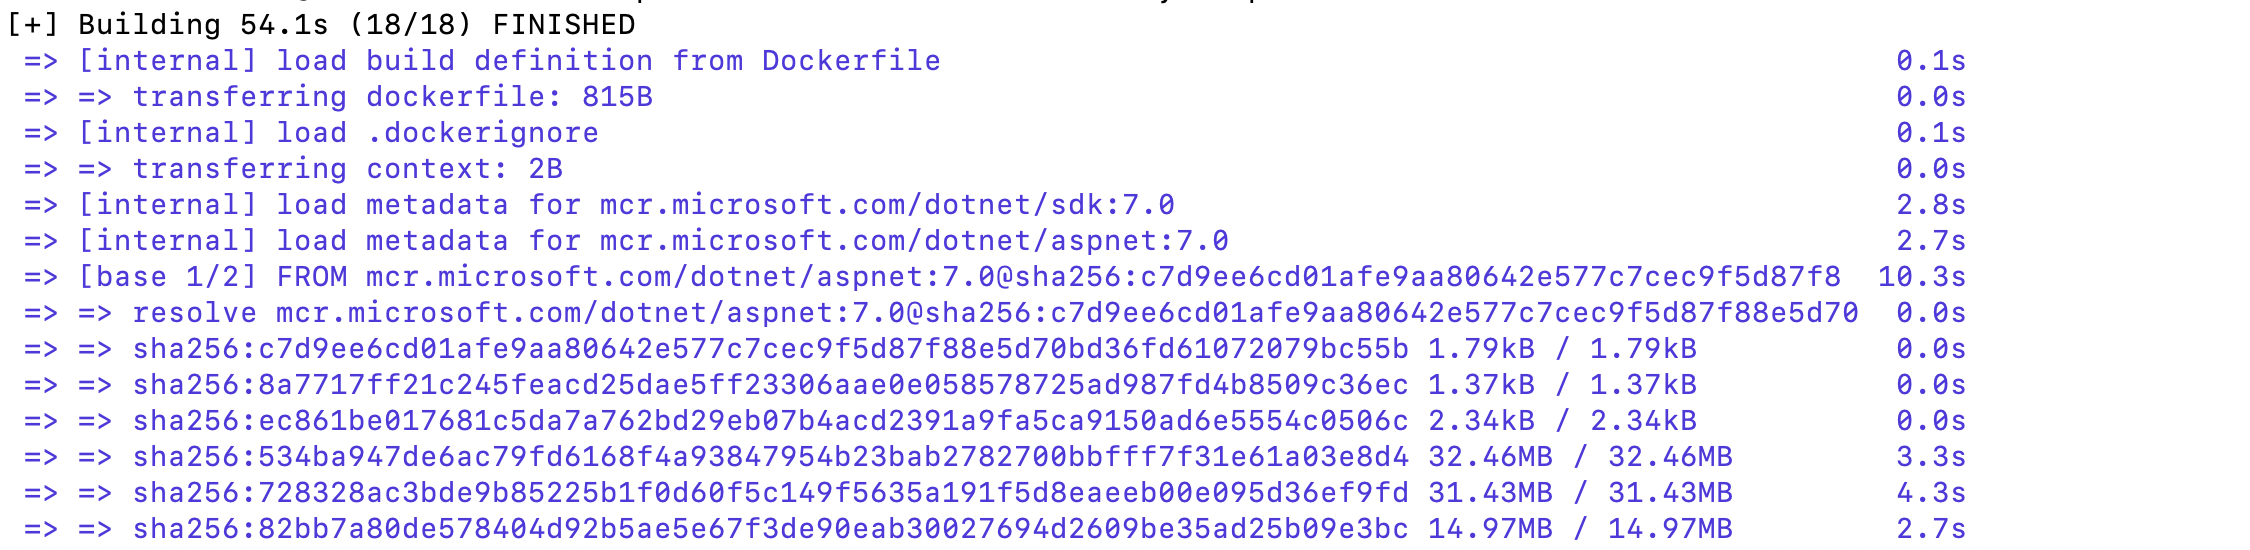 [+] Building 54.1s (18/18) FINISHED
=> [internal] load build definition from Dockerfile 0.1s
=> => transferring dockerfile: 815B 0.0s
=> [internal] load .dockerignore 0.1s
=> => transferring context: 2B 0.0s
=> [internal] load metadata for mcr.microsoft.com/dotnet/sdk:7.0 2.8s
=> [internal] load metadata for mcr.microsoft.com/dotnet/aspnet:7.0 2.7s
=> [base 1/2] FROM mcr.microsoft.com/dotnet/aspnet:7.0@sha256:c7d9ee6cd01afe9aa80642e577c7cec9f5d87f8 10.3s
=> => resolve mcr.microsoft.com/dotnet/aspnet:7.0@sha256:c7d9ee6cd01afe9aa80642e577c7cec9f5d87f88e5d70 0.0s
=> => sha256:c7d9ee6cd01afe9aa80642e577c7cec9f5d87f88e5d70bd36fd61072079bc55b 1.79kB / 1.79kB 0.0s
=> => sha256:8a7717ff21c245feacd25dae5ff23306aae0e058578725ad987fd4b8509c36ec 1.37kB / 1.37kB 0.0s
=> => sha256:ec861be017681c5da7a762bd29eb07b4acd2391a9fa5ca9150ad6e5554c0506c 2.34kB / 2.34kB 0.0s
=> => sha256:534ba947de6ac79fd6168f4a93847954b23bab2782700bbfff7f31e61a03e8d4 32.46MB / 32.46MB 3.3s
=> => sha256:728328ac3bde9b85225b1f0d60f5c149f5635a191f5d8eaeeb00e095d36ef9fd 31.43MB / 31.43MB 4.3s
=> => sha256:82bb7a80de578404d92b5ae5e67f3de90eab30027694d2609be35ad25b09e3bc 14.97MB / 14.97MB 2.7s